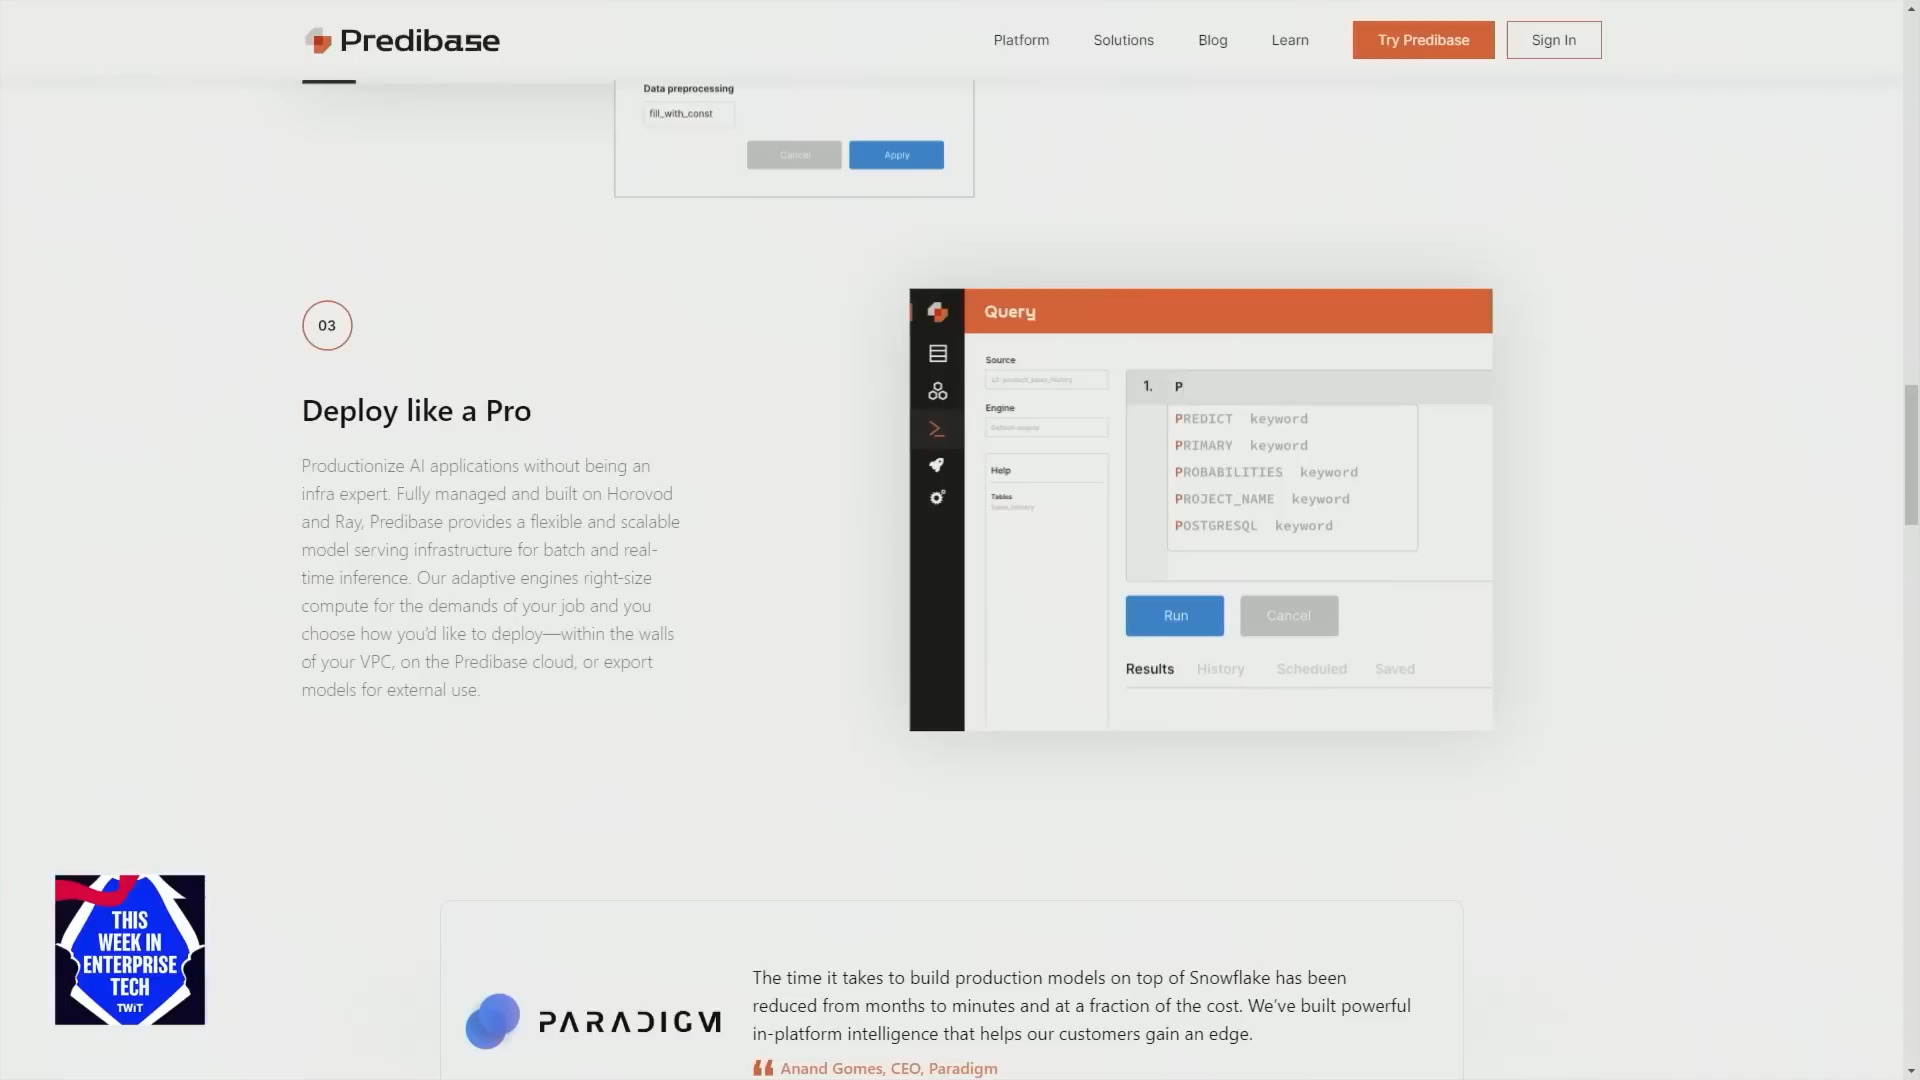 Predibase
Platform
Solutions
Blog
Learn
Try Predibase
Sign In
Data preprocessing
fill_with_const
Cancel
Apply
03
Deploy like a Pro
Productionize AI applications without being an
infra expert. Fully managed and built on Horovod
and Ray, Predibase provides a flexible and scalable
model serving infrastructure for batch and real-
time inference. Our adaptive engines right-size
compute for the demands of your job and you
choose how you’d like to deploy—within the walls
of your VPC, on the Predibase cloud, or export
models for external use.
Query
Source
Engine
Help
Tables
1. P
PREDICT keyword
PRIMARY keyword
PROBABILITIES keyword
PROJECT_NAME keyword
POSTGRESQL keyword
Run
Cancel
Results
History
Scheduled
Saved
THIS
WEEK IN
ENTERPRISE
TECH
TWiT
PARADIGM
The time it takes to build production models on top of Snowflake has been
reduced from months to minutes and at a fraction of the cost. We’ve built powerful
in-platform intelligence that helps our customers gain an edge.
Anand Gomes, CEO, Paradigm